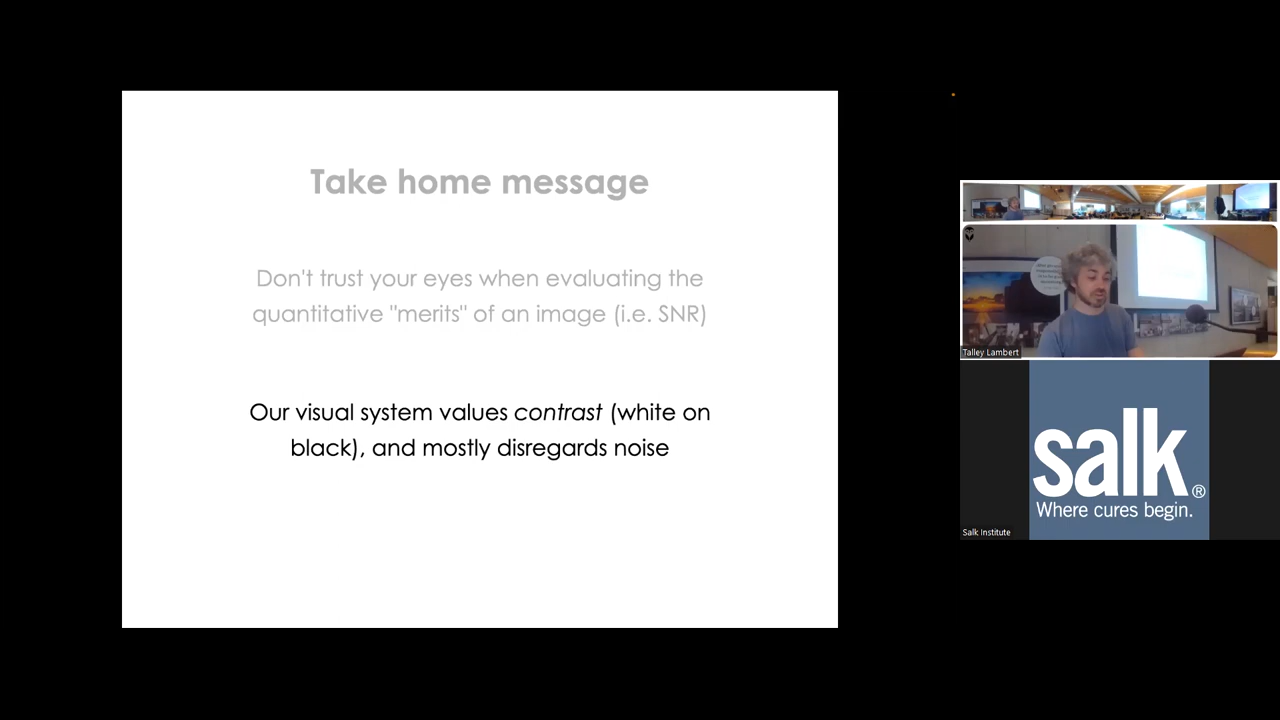 Take home message
Don't trust your eyes when evaluating the
quantitative "merits" of an image (i.e. SNR)
Our visual system values contrast (white on
black), and mostly disregards noise
Talley Lambert
salk®
Where cures begin.
Salk Institute